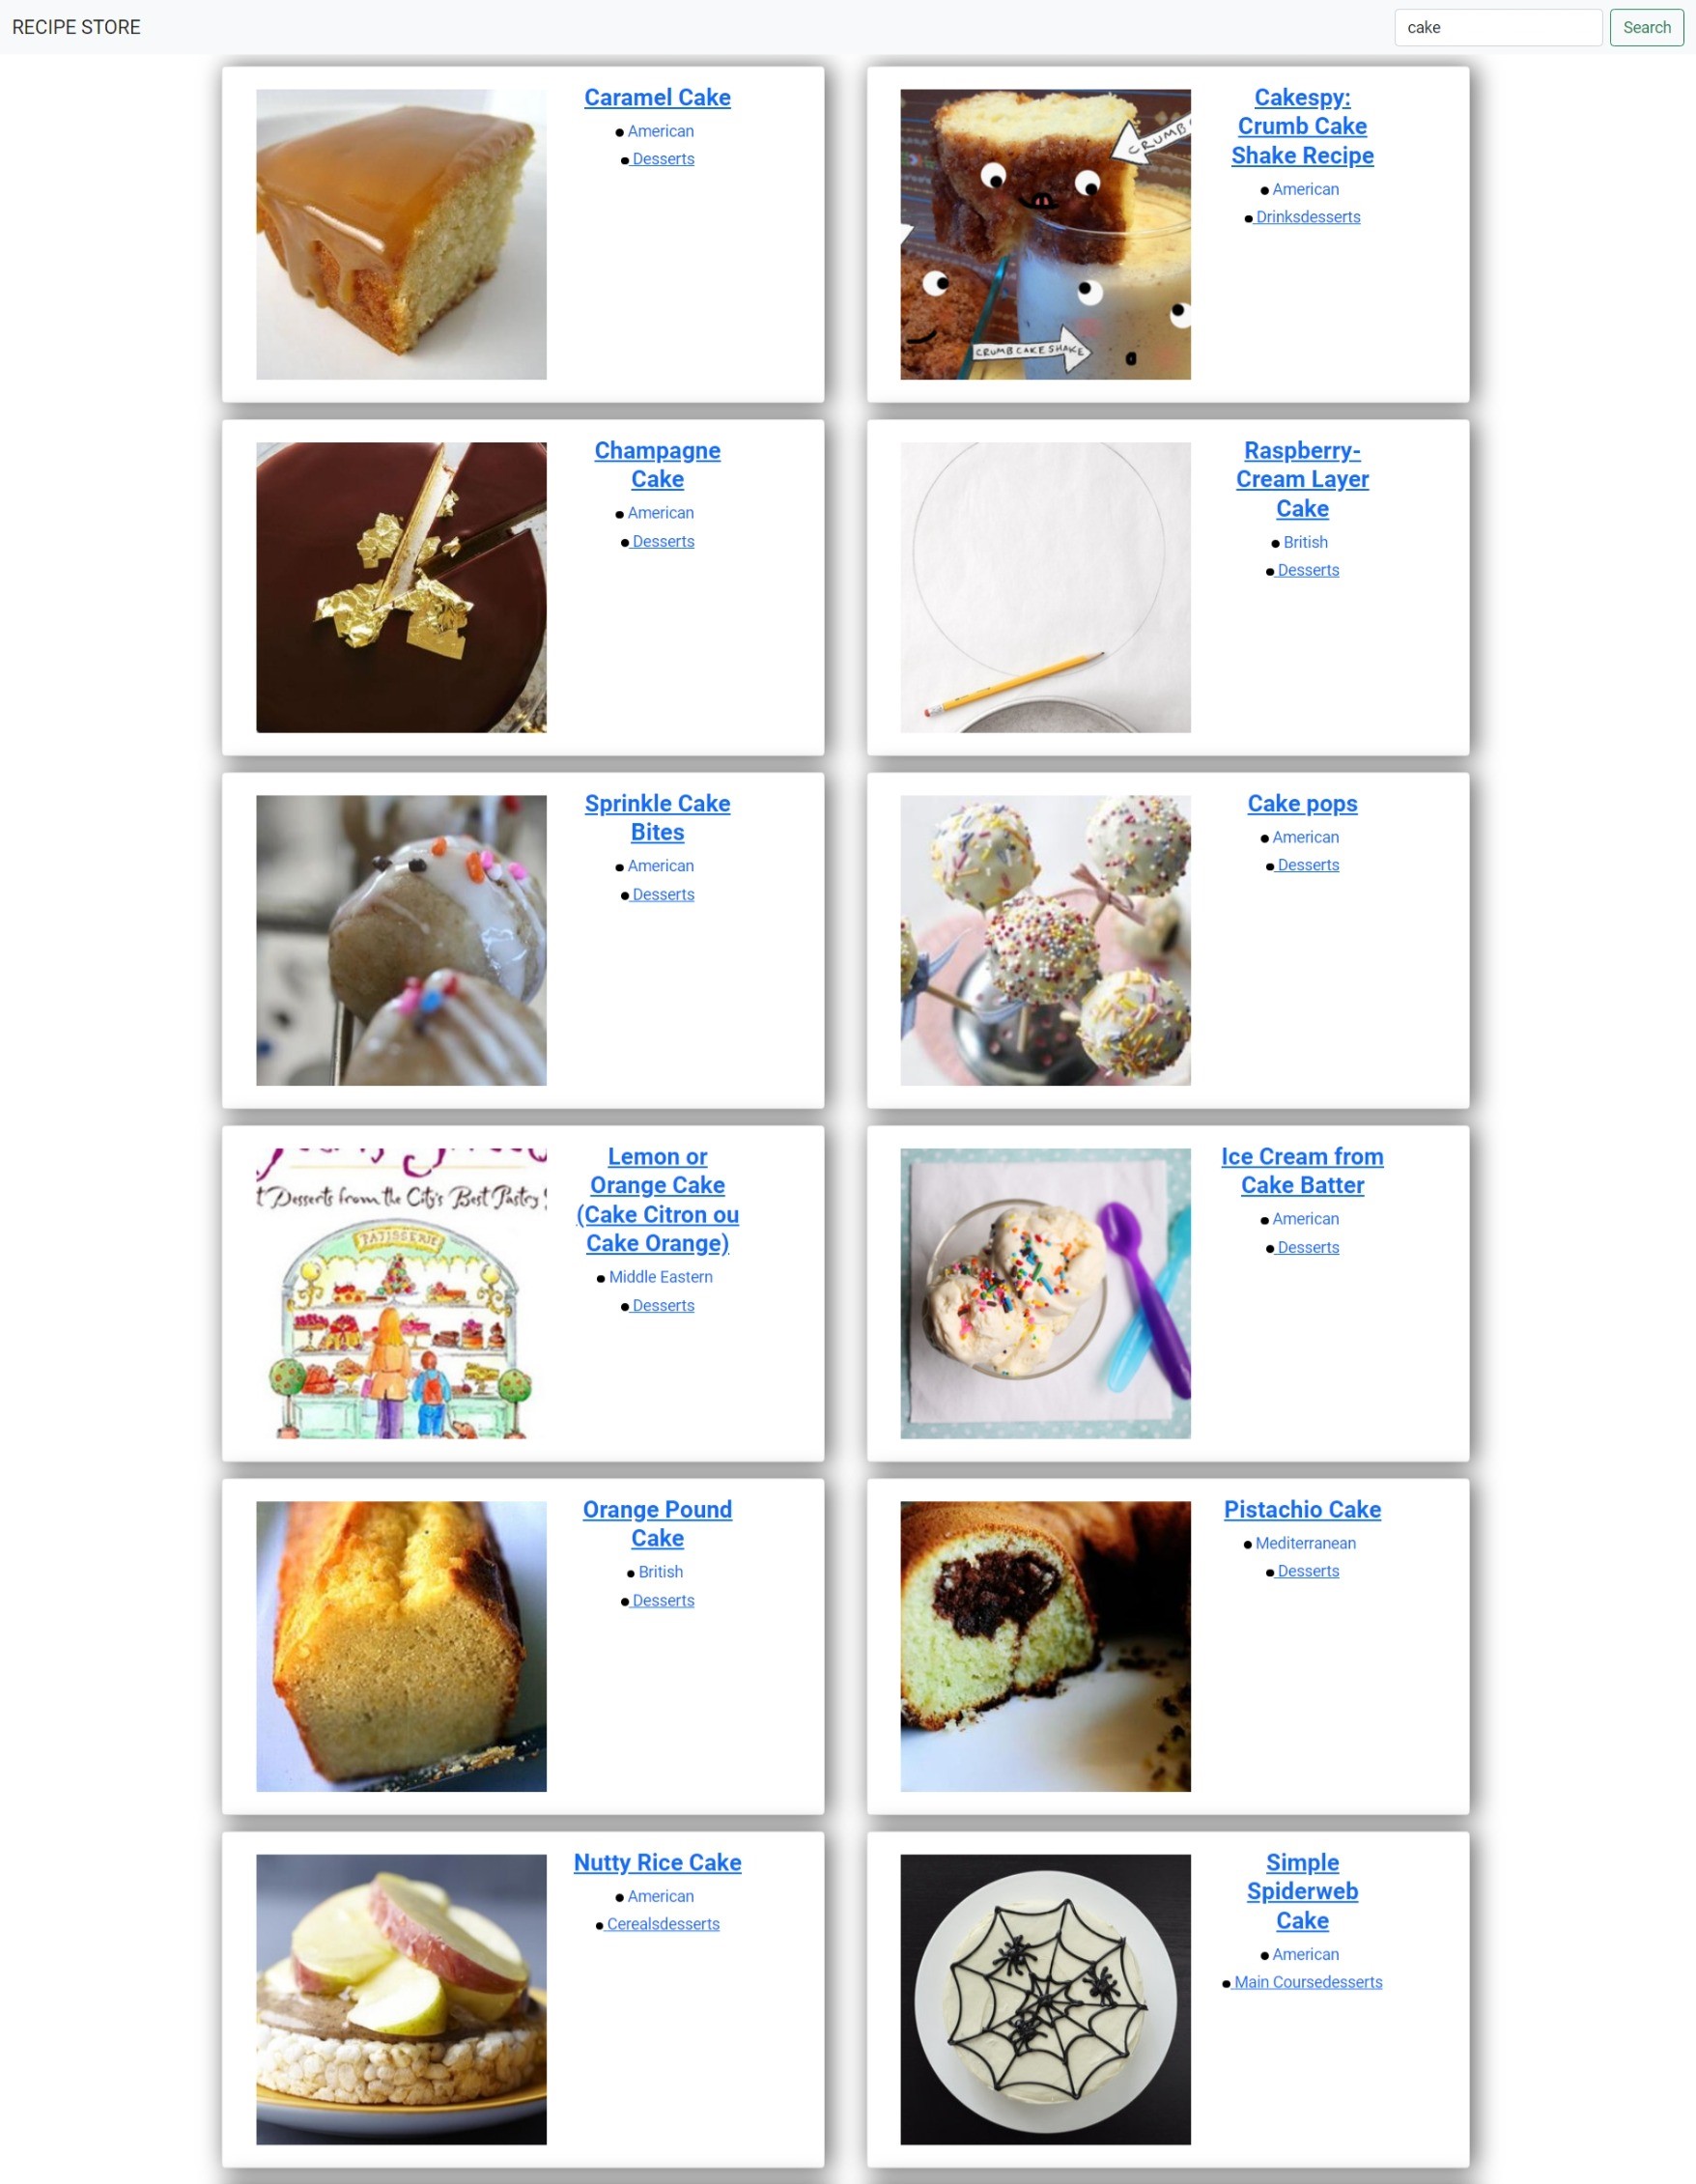 RECIPE STORE
cake
Search
Caramel Cake
American
Desserts
CRUMB
CRUMB CAKE SHAKE
Cakespy:
Crumb Cake
Shake Recipe
American
Drinksdesserts
Champagne
Cake
American
Desserts
Raspberry-
Cream Layer
Cake
British
Desserts
Sprinkle Cake
Bites
American
Desserts
Cake pops
American
Desserts
t Desserts from the City's Best Pastry
PATISSERIE
Lemon or
Orange Cake
(Cake Citron ou
Cake Orange)
Middle Eastern
Desserts
Ice Cream from
Cake Batter
American
Desserts
Orange Pound
Cake
British
Desserts
Pistachio Cake
Mediterranean
Desserts
Nutty Rice Cake
American
Cerealsdesserts
Simple
Spiderweb
Cake
American
Main Coursedesserts